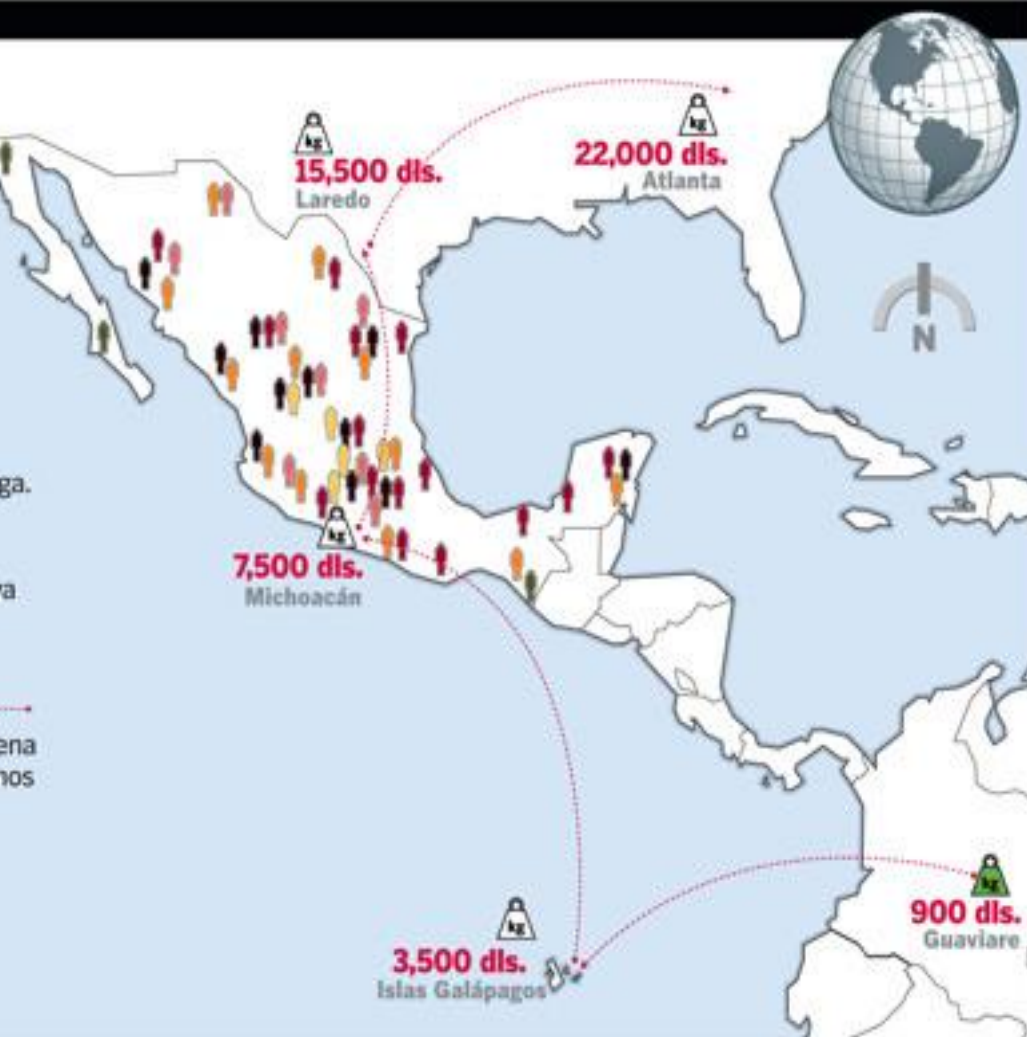 kg
15,500 dls.
Laredo
kg
22,000 dls.
Atlanta
N
ga.
kg
7,500 dls.
Michoacán
va
ena
nos
kg
3,500 dls.
Islas Galápagos
kg
900 dls.
Guaviare